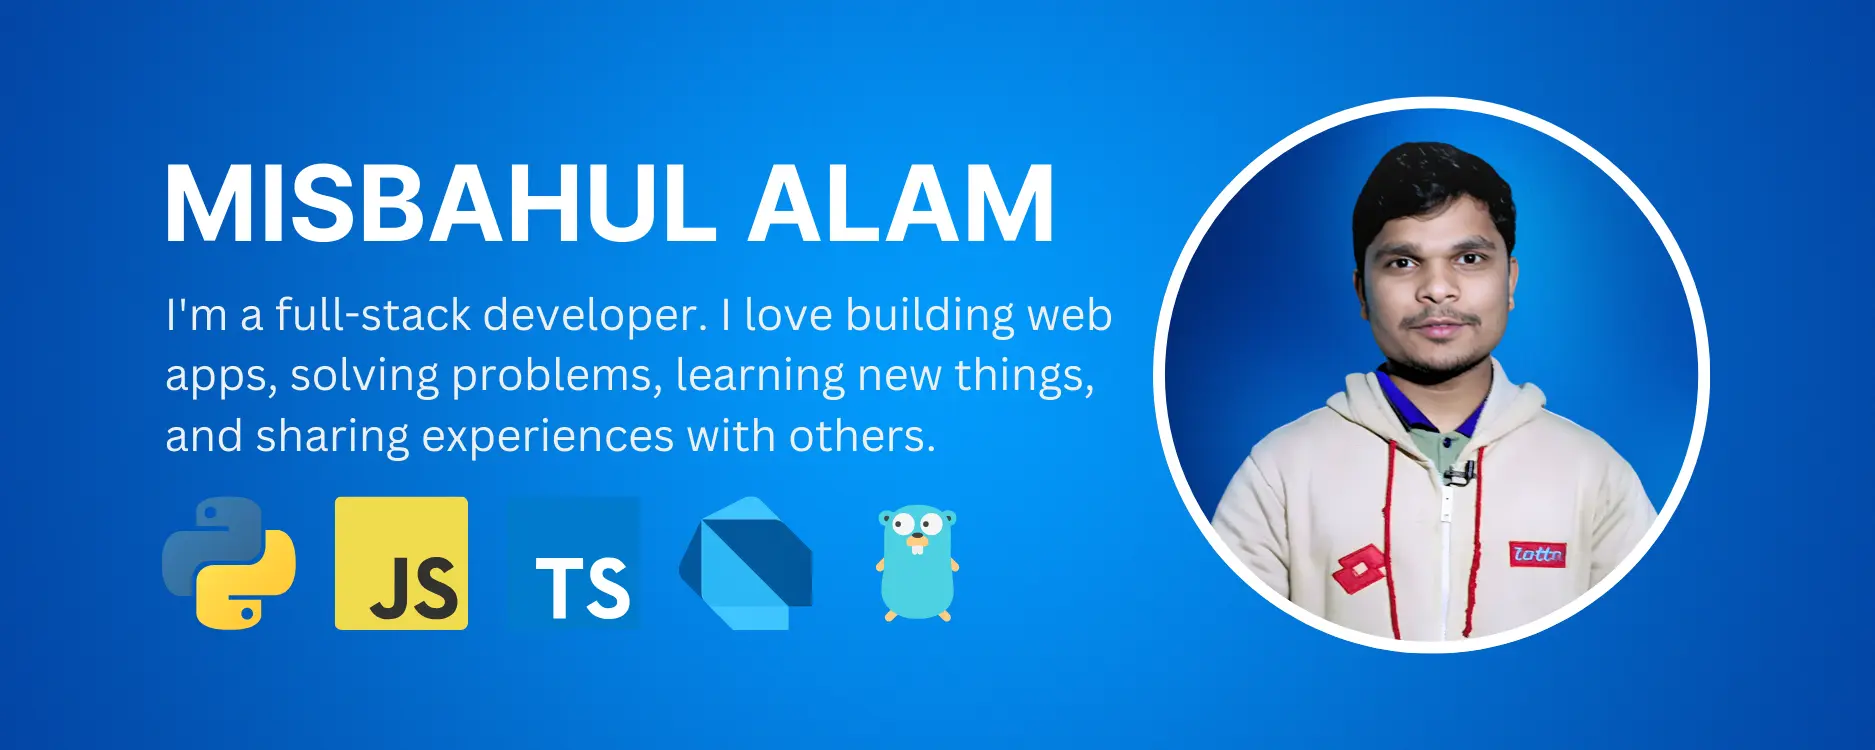 MISBAHUL ALAM
I'm a full-stack developer. I love building web
apps, solving problems, learning new things,
and sharing experiences with others.
JS
TS
lotto